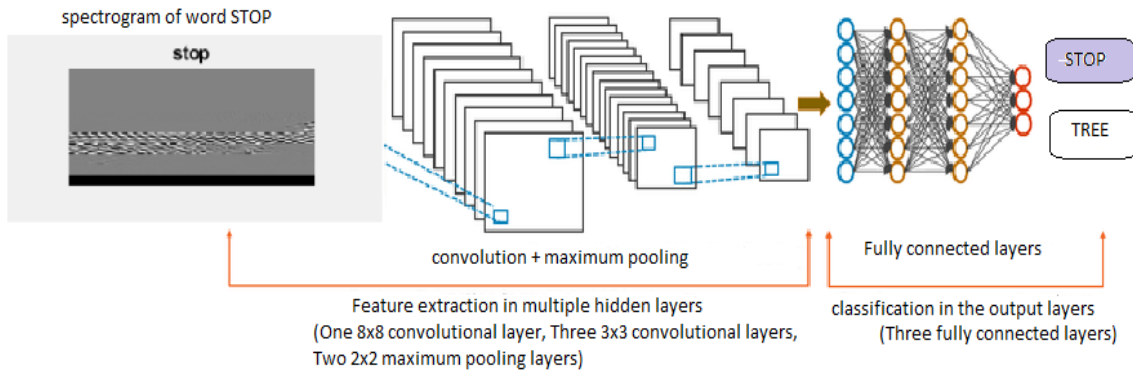 spectrogram of word STOP
stop
-STOP
TREE
convolution + maximum pooling
Fully connected layers
Feature extraction in multiple hidden layers
(One 8x8 convolutional layer, Three 3x3 convolutional layers,
Two 2x2 maximum pooling layers)
classification in the output layers
(Three fully connected layers)